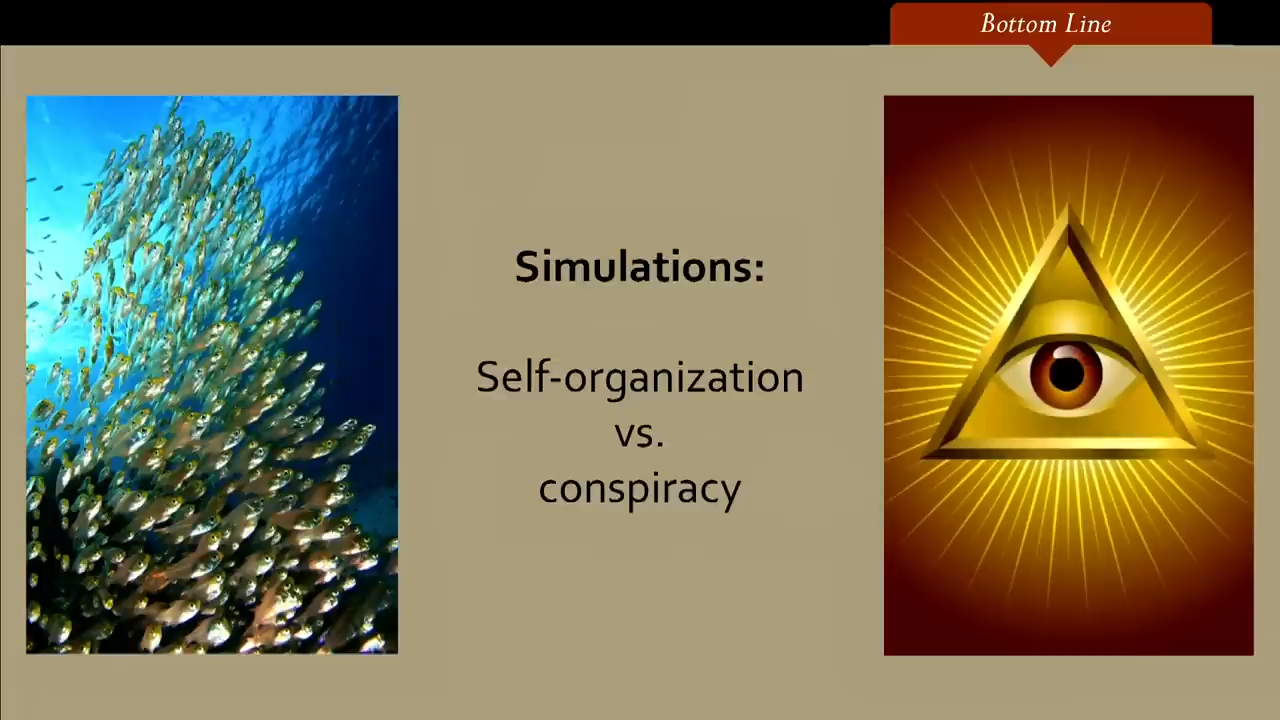 Bottom Line
Simulations:
Self-organization
vs.
conspiracy